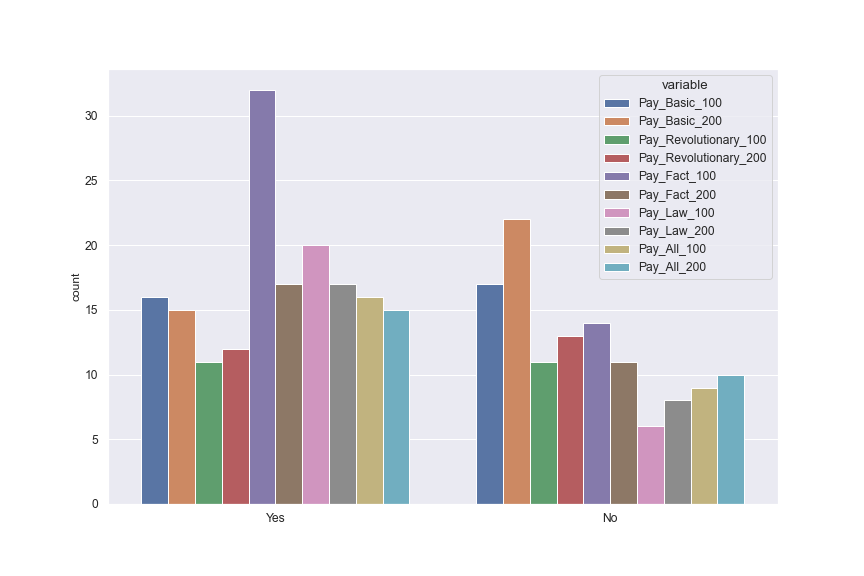 variable
Pay_Basic_100
Pay_Basic_200
Pay_Revolutionary_100
Pay_Revolutionary_200
Pay_Fact_100
Pay_Fact_200
Pay_Law_100
Pay_Law_200
Pay_All_100
Pay_All_200
30
25
20
15
10
5
0
count
Yes No